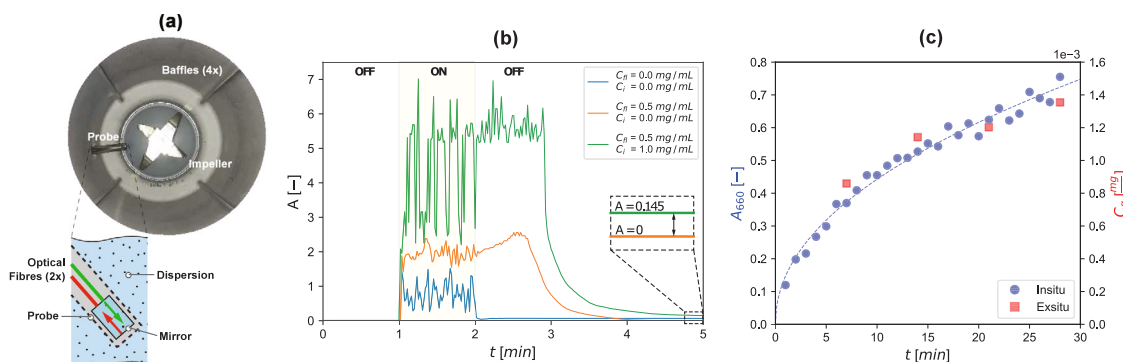 (a)
Baffles (4x)
Probe
Impeller
Optical
Fibres (2x)
Dispersion
Probe
Mirror
(b)
OFF ON OFF
C_fl = 0.0 mg / mL
C_i = 0.0 mg / mL
C_fl = 0.5 mg / mL
C_i = 0.0 mg / mL
C_fl = 0.5 mg / mL
C_i = 1.0 mg / mL
A = 0.145
A = 0
A [−]
7
6
5
4
3
2
1
0
0 1 2 3 4 5
t [min]
(c)
1e−3
A660 [−]
0.8
0.7
0.6
0.5
0.4
0.3
0.2
0.1
0.0
1.6
1.4
1.2
1.0
0.8
0.6
0.4
0.2
0.0
Insitu
Exsitu
0 5 10 15 20 25 30
t [min]